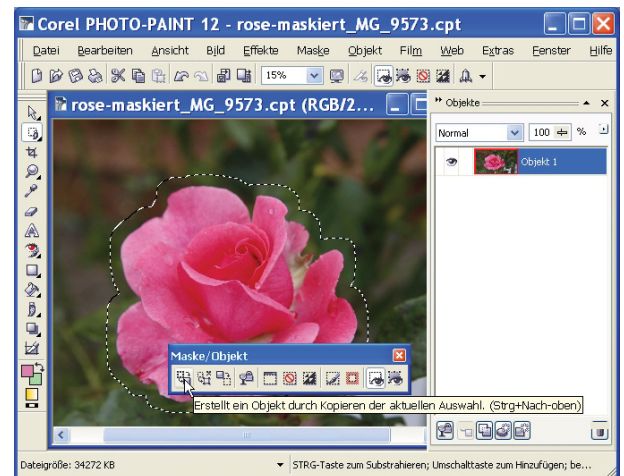 Corel PHOTO-PAINT 12 - rose-maskiert_MG_9573.cpt
Datei Bearbeiten Ansicht Bild Effekte Maske Objekt Film Web Extras Fenster Hilfe
15%
rose-maskiert_MG_9573.cpt (RGB/2...
Objekte
Normal 100 %
Objekt 1
Maske/Objekt
Erstellt ein Objekt durch Kopieren der aktuellen Auswahl. (Strg+Nach-oben)
Dateigröße: 34272 KB STRG-Taste zum Substrahieren; Umschalttaste zum Hinzufügen; be...